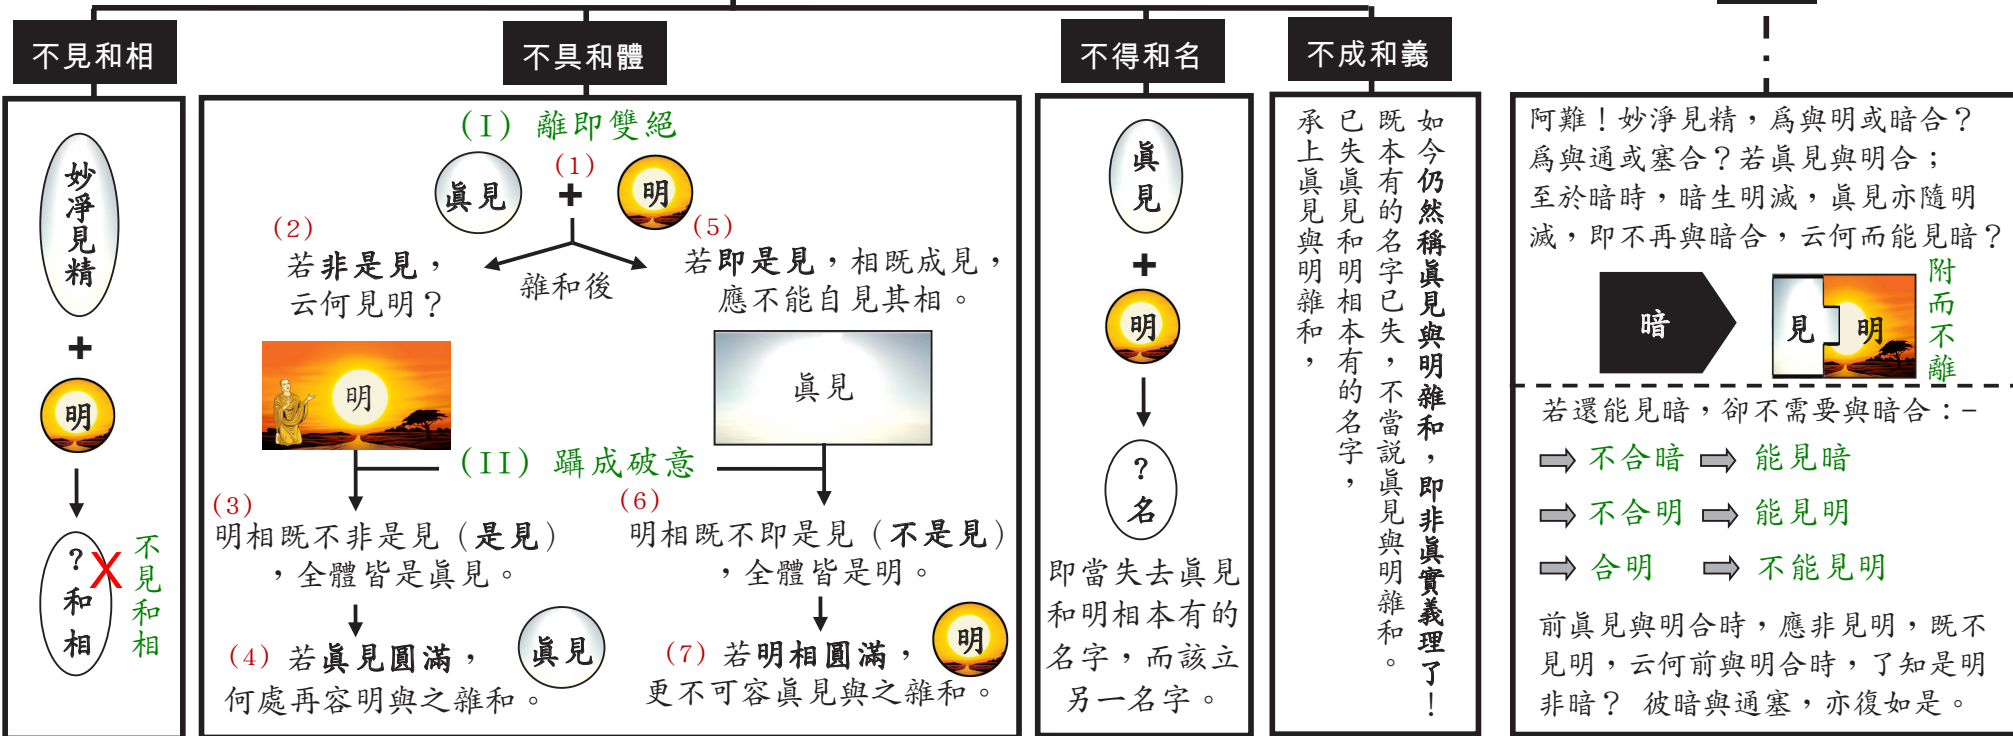 不見和相
妙淨見精
+
明
？和相
X
不見和相
不具和體
(I) 離即雙絕
(1)
眞見
+
明
(2)
若非是見，
云何見明？
雜和後
(5)
若即是見，相既成見，
應不能自見其相。
明
眞見
(II) 躡成破意
(3)
明相既不非是見（是見）
，全體皆是眞見。
(4) 若眞見圓滿，
何處再容明與之雜和。
眞見
(6)
明相既不即是見（不是見）
，全體皆是明。
(7) 若明相圓滿，
更不可容眞見與之雜和。
明
不得和名
眞見
+
明
？名
即當失去眞見
和明相本有的
名字，而該立
另一名字。
不成和義
承上眞見與明雜和，
已失眞見和明相本有的名字，
既本有的名字已失，不當説眞見與明雜和。
如今仍然稱眞見與明雜和，即非眞實義理了！
阿難！妙淨見精，爲與明或暗合？
爲與通或塞合？若眞見與明合；
至於暗時，暗生明滅，眞見亦隨明
滅，即不再與暗合，云何而能見暗？
暗
見
明
附而不離
若還能見暗，卻不需要與暗合：-
不合暗 能見暗
不合明 能見明
合明 不能見明
前眞見與明合時，應非見明，既不
見明，云何前與明合時，了知是明
非暗？ 彼暗與通塞，亦復如是。